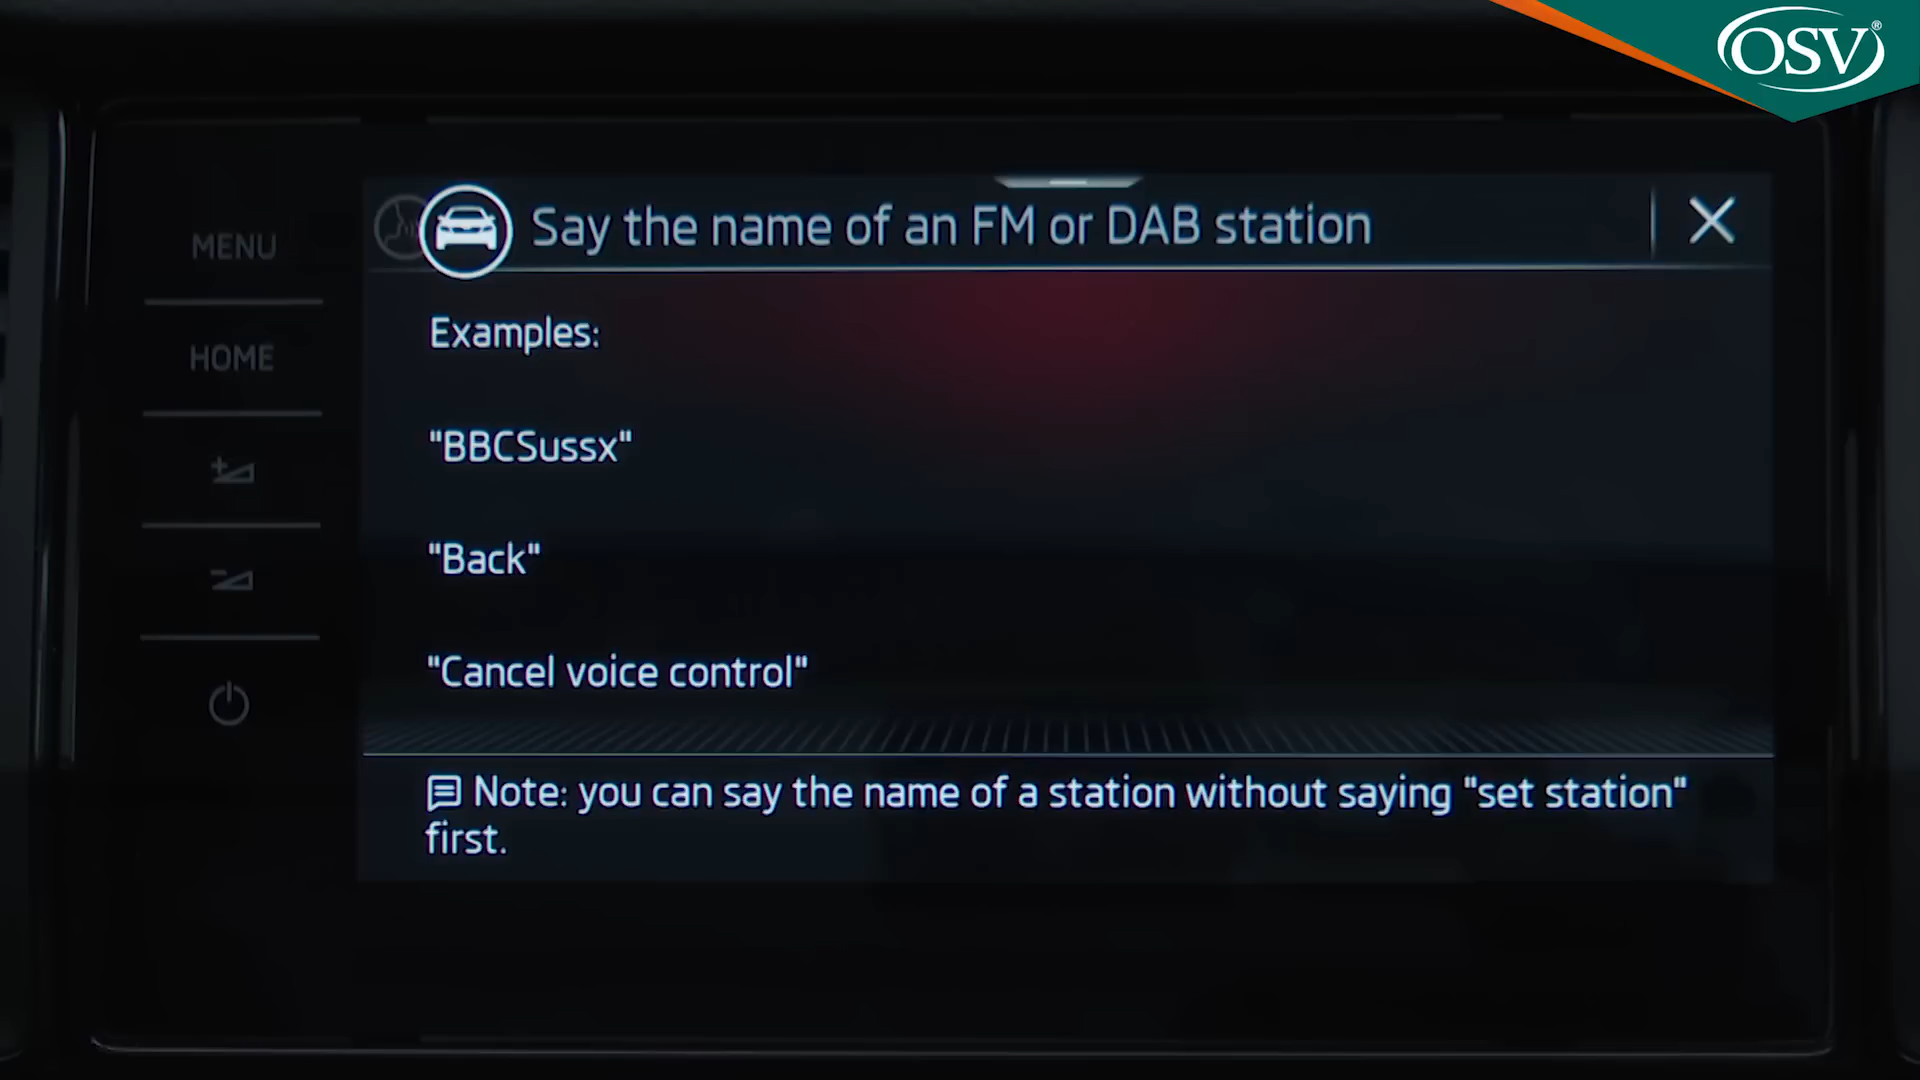 OSV®
Say the name of an FM or DAB station
MENU
HOME
Examples:
"BBCSussx"
"Back"
"Cancel voice control"
Note: you can say the name of a station without saying "set station"
first.